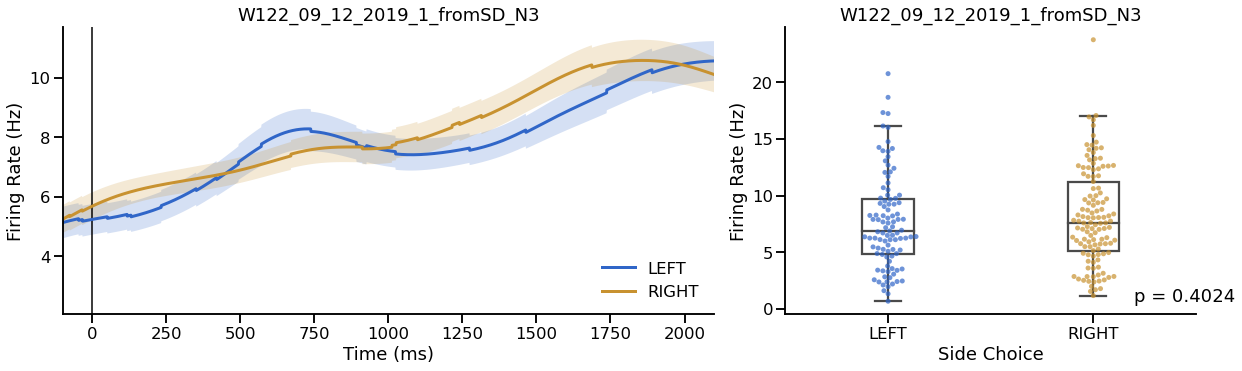 W122_09_12_2019_1_fromSD_N3
Firing Rate (Hz)
10
8
6
4
0
250
500
750
1000
1250
1500
1750
2000
Time (ms)
LEFT
RIGHT
W122_09_12_2019_1_fromSD_N3
Firing Rate (Hz)
20
15
10
5
0
p = 0.4024
LEFT
RIGHT
Side Choice